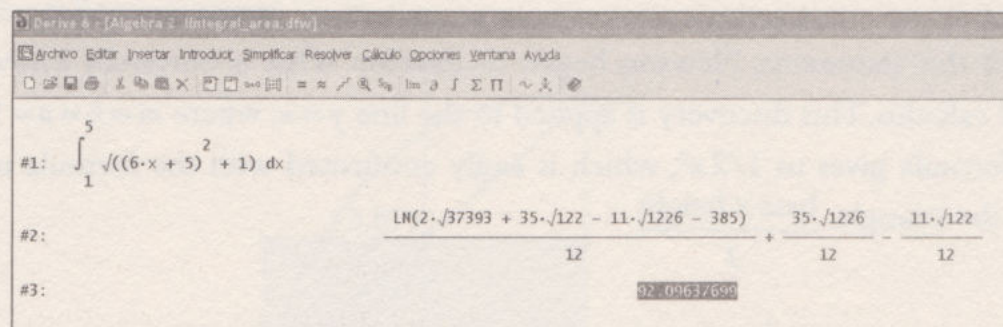 Derive 6 - [Algebra 2 IIntegral_area.dfw]
Archivo Editar Insertar Introducir Simplificar Resolver Cálculo Opciones Ventana Ayuda
lim ∂ ∫ Σ Π
5
#1: ∫ √((6·x + 5)² + 1) dx
1
LN(2·√37393 + 35·√122 - 11·√1226 - 385) 35·√1226 11·√122
#2: + -
12 12 12
#3: 92.09637699